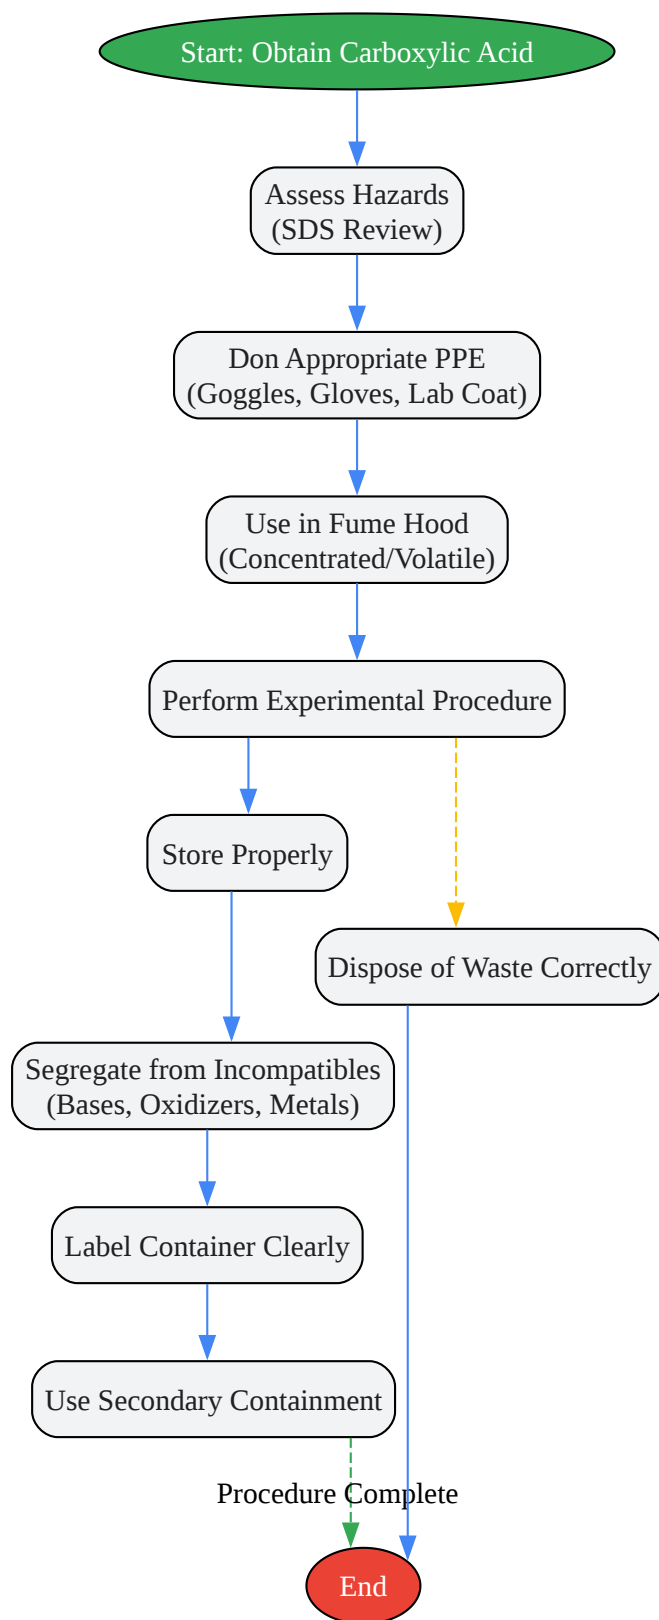 Start: Obtain Carboxylic Acid
Assess Hazards
(SDS Review)
Don Appropriate PPE
(Goggles, Gloves, Lab Coat)
Use in Fume Hood
(Concentrated/Volatile)
Perform Experimental Procedure
Store Properly
Dispose of Waste Correctly
Segregate from Incompatibles
(Bases, Oxidizers, Metals)
Label Container Clearly
Use Secondary Containment
Procedure Complete
End